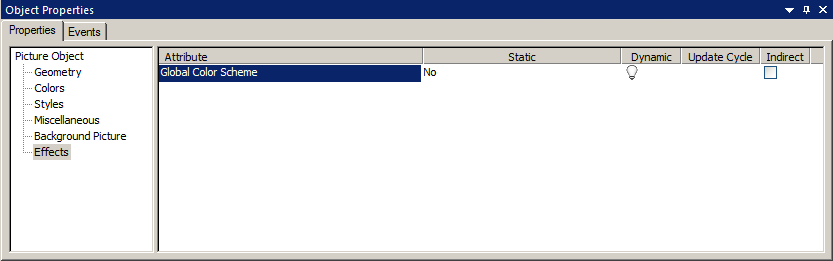 Object Properties
Properties Events
Picture Object
Geometry
Colors
Styles
Miscellaneous
Background Picture
Effects
Attribute Static Dynamic Update Cycle Indirect
Global Color Scheme No